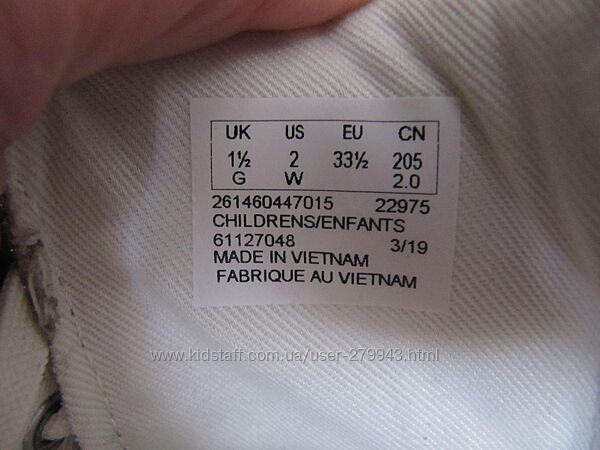 UK US EU CN
1½ 2 33½ 205
G W 2.0
261460447015 22975
CHILDRENS/ENFANTS
61127048 3/19
MADE IN VIETNAM
FABRIQUE AU VIETNAM
www.kidstaff.com.ua/user-279943.html